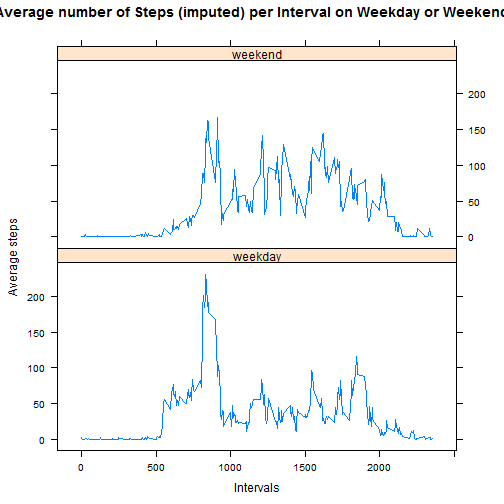 Average number of Steps (imputed) per Interval on Weekday or Weekend
weekend
200
150
100
50
0
weekday
200
150
100
50
0
0 500 1000 1500 2000
Average steps
Intervals